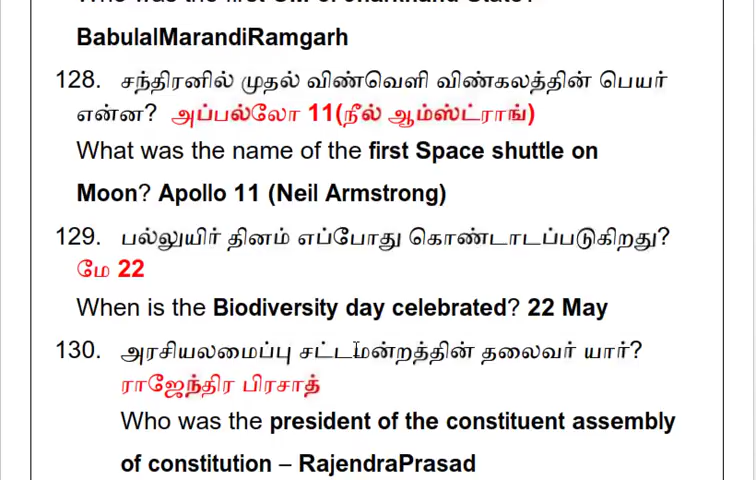 BabulalMarandiRamgarh
128. சந்திரனில் முதல் விண்வெளி விண்கலத்தின் பெயர்
என்ன? அப்பல்லோ 11(நீல் ஆம்ஸ்ட்ராங்)
What was the name of the first Space shuttle on
Moon? Apollo 11 (Neil Armstrong)
129. பல்லுயிர் தினம் எப்போது கொண்டாடப்படுகிறது?
மே 22
When is the Biodiversity day celebrated? 22 May
130. அரசியலமைப்பு சட்டமன்றத்தின் தலைவர் யார்?
ராஜேந்திர பிரசாத்
Who was the president of the constituent assembly
of constitution – RajendraPrasad